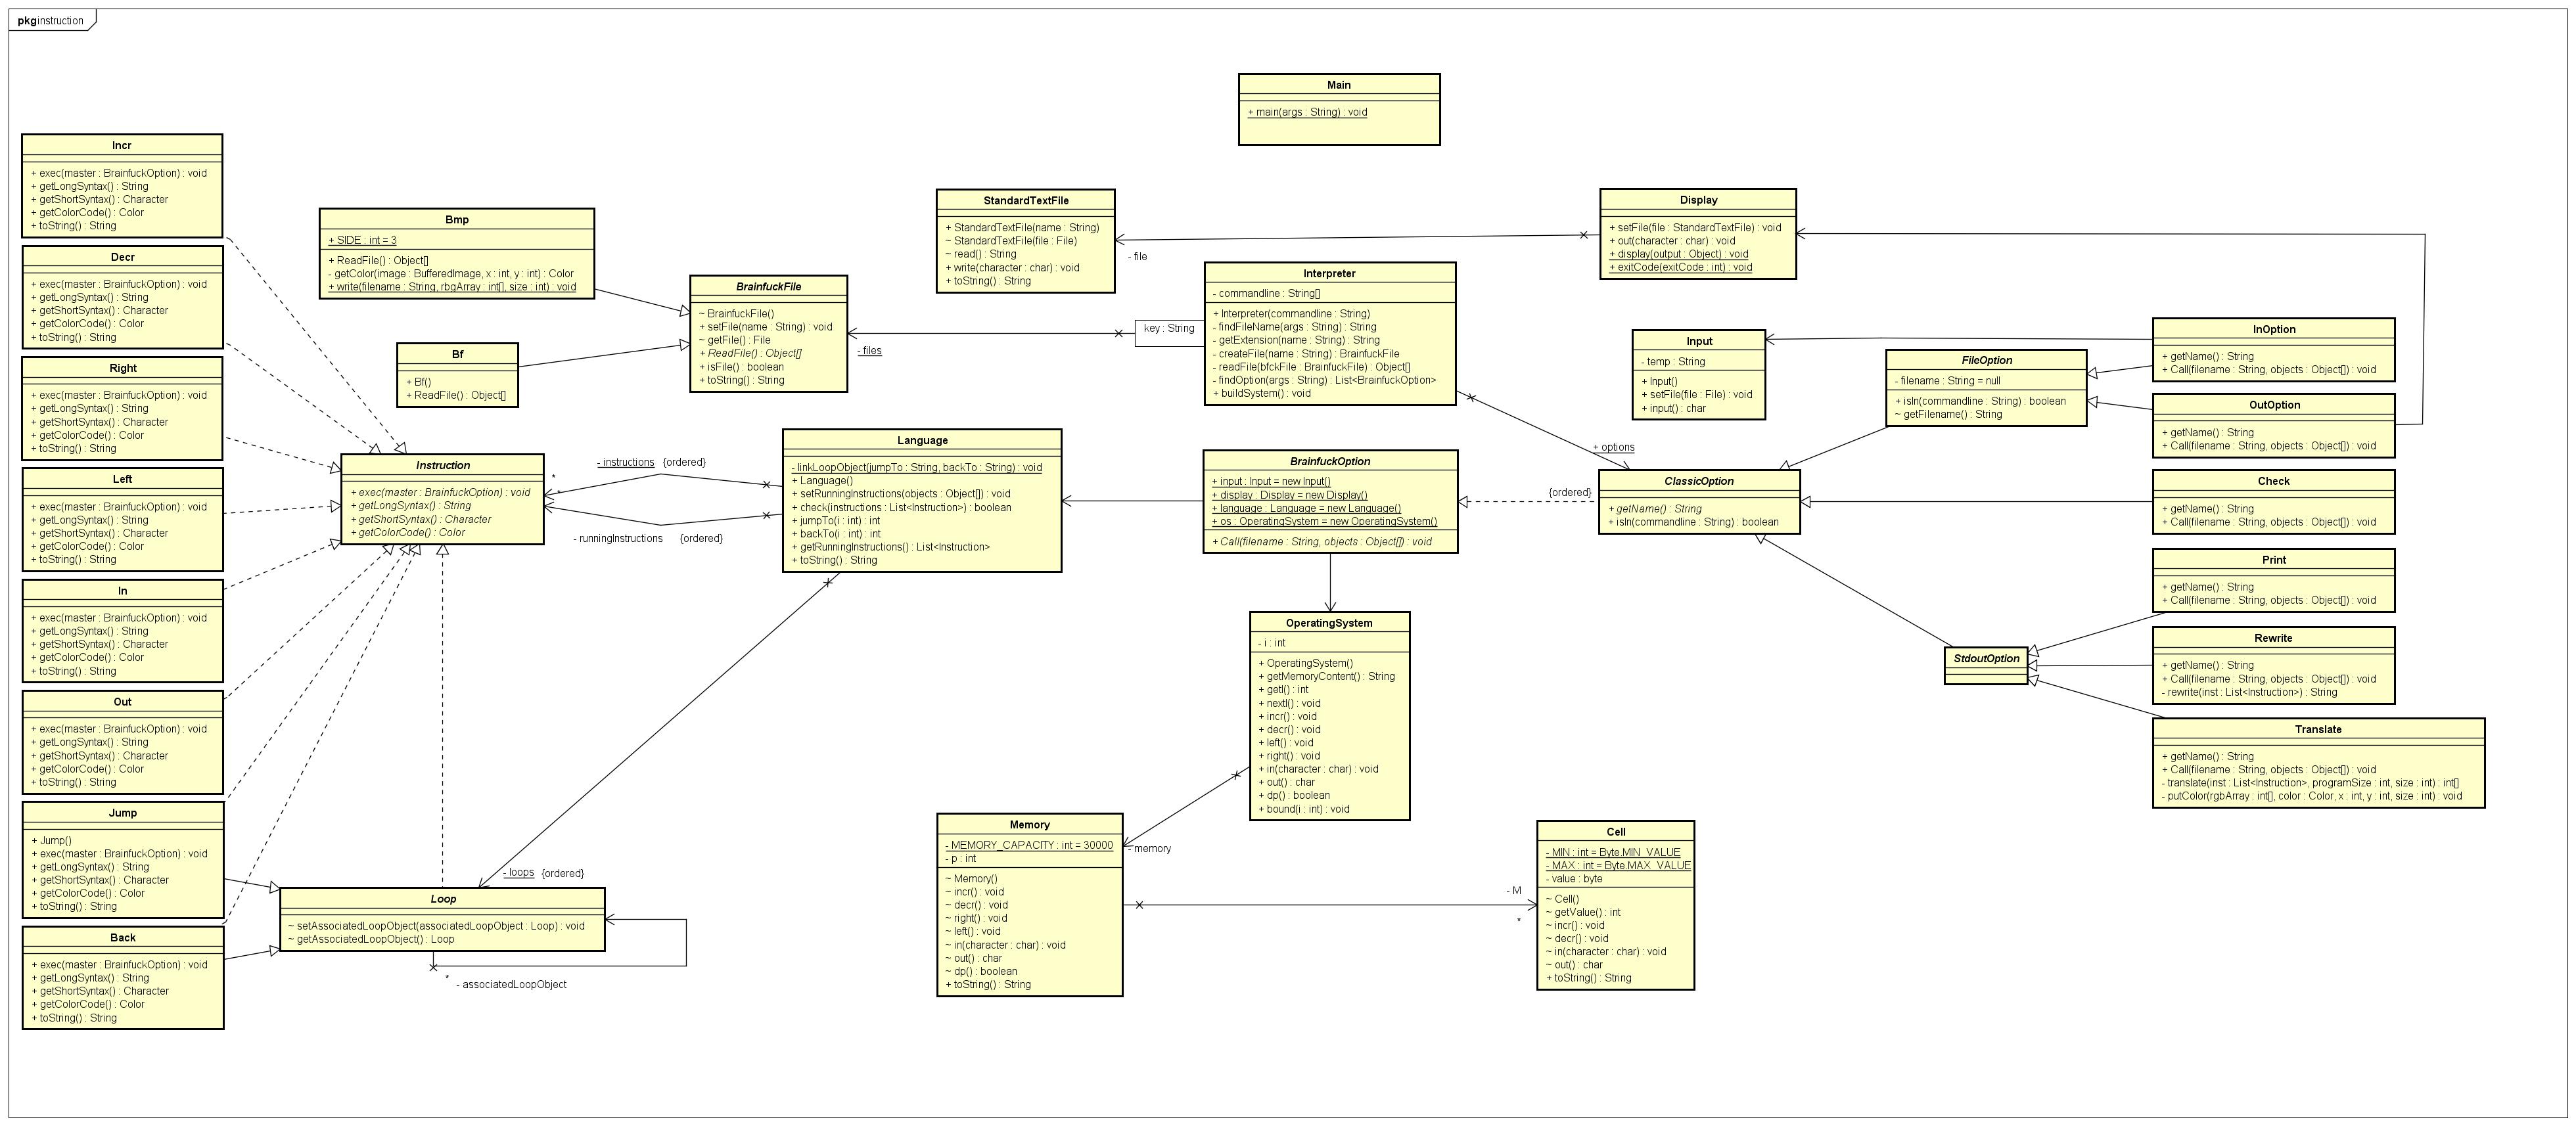 pkg instruction
Main
+ main(args : String) : void
Incr
+ exec(master : BrainfuckOption) : void
+ getLongSyntax() : String
+ getShortSyntax() : Character
+ getColorCode() : Color
+ toString() : String
Decr
+ exec(master : BrainfuckOption) : void
+ getLongSyntax() : String
+ getShortSyntax() : Character
+ getColorCode() : Color
+ toString() : String
Right
+ exec(master : BrainfuckOption) : void
+ getLongSyntax() : String
+ getShortSyntax() : Character
+ getColorCode() : Color
+ toString() : String
Left
+ exec(master : BrainfuckOption) : void
+ getLongSyntax() : String
+ getShortSyntax() : Character
+ getColorCode() : Color
+ toString() : String
In
+ exec(master : BrainfuckOption) : void
+ getLongSyntax() : String
+ getShortSyntax() : Character
+ getColorCode() : Color
+ toString() : String
Out
+ exec(master : BrainfuckOption) : void
+ getLongSyntax() : String
+ getShortSyntax() : Character
+ getColorCode() : Color
+ toString() : String
Jump
+ Jump()
+ exec(master : BrainfuckOption) : void
+ getLongSyntax() : String
+ getShortSyntax() : Character
+ getColorCode() : Color
+ toString() : String
Back
+ exec(master : BrainfuckOption) : void
+ getLongSyntax() : String
+ getShortSyntax() : Character
+ getColorCode() : Color
+ toString() : String
Bmp
+ SIDE : int = 3
+ ReadFile() : Object[]
- getColor(image : BufferedImage, x : int, y : int) : Color
+ write(filename : String, rbgArray : int[], size : int) : void
Bf
+ Bf()
+ ReadFile() : Object[]
BrainfuckFile
~ BrainfuckFile()
+ setFile(name : String) : void
~ getFile() : File
+ ReadFile() : Object[]
+ isFile() : boolean
+ toString() : String
- files
key : String
StandardTextFile
+ StandardTextFile(name : String)
~ StandardTextFile(file : File)
~ read() : String
+ write(character : char) : void
+ toString() : String
- file
Interpreter
- commandline : String[]
+ Interpreter(commandline : String)
- findFileName(args : String) : String
- getExtension(name : String) : String
- createFile(name : String) : BrainfuckFile
- readFile(bfckFile : BrainfuckFile) : Object[]
- findOption(args : String) : List<BrainfuckOption>
+ buildSystem() : void
+ options
{ordered}
Display
+ setFile(file : StandardTextFile) : void
+ out(character : char) : void
+ display(output : Object) : void
+ exitCode(exitCode : int) : void
Input
- temp : String
+ Input()
+ setFile(file : File) : void
+ input() : char
FileOption
- filename : String = null
+ isIn(commandline : String) : boolean
~ getFilename() : String
InOption
+ getName() : String
+ Call(filename : String, objects : Object[]) : void
OutOption
+ getName() : String
+ Call(filename : String, objects : Object[]) : void
Check
+ getName() : String
+ Call(filename : String, objects : Object[]) : void
Print
+ getName() : String
+ Call(filename : String, objects : Object[]) : void
Rewrite
+ getName() : String
+ Call(filename : String, objects : Object[]) : void
- rewrite(inst : List<Instruction>) : String
Translate
+ getName() : String
+ Call(filename : String, objects : Object[]) : void
- translate(inst : List<Instruction>, programSize : int, size : int) : int[]
- putColor(rgbArray : int[], color : Color, x : int, y : int, size : int) : void
StdoutOption
ClassicOption
+ getName() : String
+ isIn(commandline : String) : boolean
BrainfuckOption
+ input : Input = new Input()
+ display : Display = new Display()
+ language : Language = new Language()
+ os : OperatingSystem = new OperatingSystem()
+ Call(filename : String, objects : Object[]) : void
Language
- linkLoopObject(jumpTo : String, backTo : String) : void
+ Language()
+ setRunningInstructions(objects : Object[]) : void
+ check(instructions : List<Instruction>) : boolean
+ jumpTo(i : int) : int
+ backTo(i : int) : int
+ getRunningInstructions() : List<Instruction>
+ toString() : String
- instructions {ordered}
*
*
- runningInstructions {ordered}
Instruction
+ exec(master : BrainfuckOption) : void
+ getLongSyntax() : String
+ getShortSyntax() : Character
+ getColorCode() : Color
- loops {ordered}
Loop
~ setAssociatedLoopObject(associatedLoopObject : Loop) : void
~ getAssociatedLoopObject() : Loop
*
- associatedLoopObject
OperatingSystem
- i : int
+ OperatingSystem()
+ getMemoryContent() : String
+ getI() : int
+ nextI() : void
+ incr() : void
+ decr() : void
+ left() : void
+ right() : void
+ in(character : char) : void
+ out() : char
+ dp() : boolean
+ bound(i : int) : void
- memory
Memory
- MEMORY_CAPACITY : int = 30000
- p : int
~ Memory()
~ incr() : void
~ decr() : void
~ right() : void
~ left() : void
~ in(character : char) : void
~ out() : char
~ dp() : boolean
+ toString() : String
- M
*
Cell
- MIN : int = Byte.MIN_VALUE
- MAX : int = Byte.MAX_VALUE
- value : byte
~ Cell()
~ getValue() : int
~ incr() : void
~ decr() : void
~ in(character : char) : void
~ out() : char
+ toString() : String